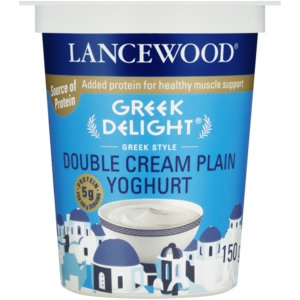 LANCEWOOD®
Added protein for healthy muscle support
Source of
Protein
GREEK
DELIGHT®
GREEK STYLE
DOUBLE CREAM PLAIN
YOGHURT
PROTEIN
5g
150g